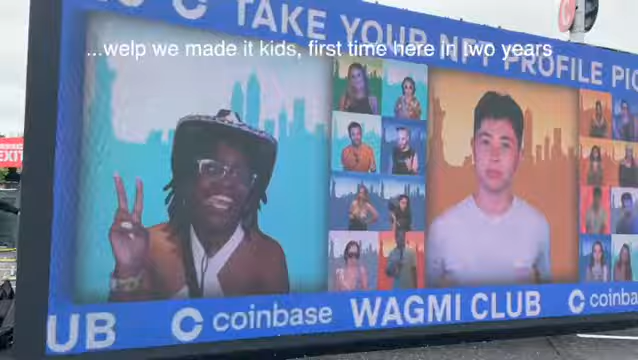 TAKE YOUR NFT PROFILE PIC
...welp we made it kids, first time here in two years
EXIT
UB coinbase WAGMI CLUB coinba